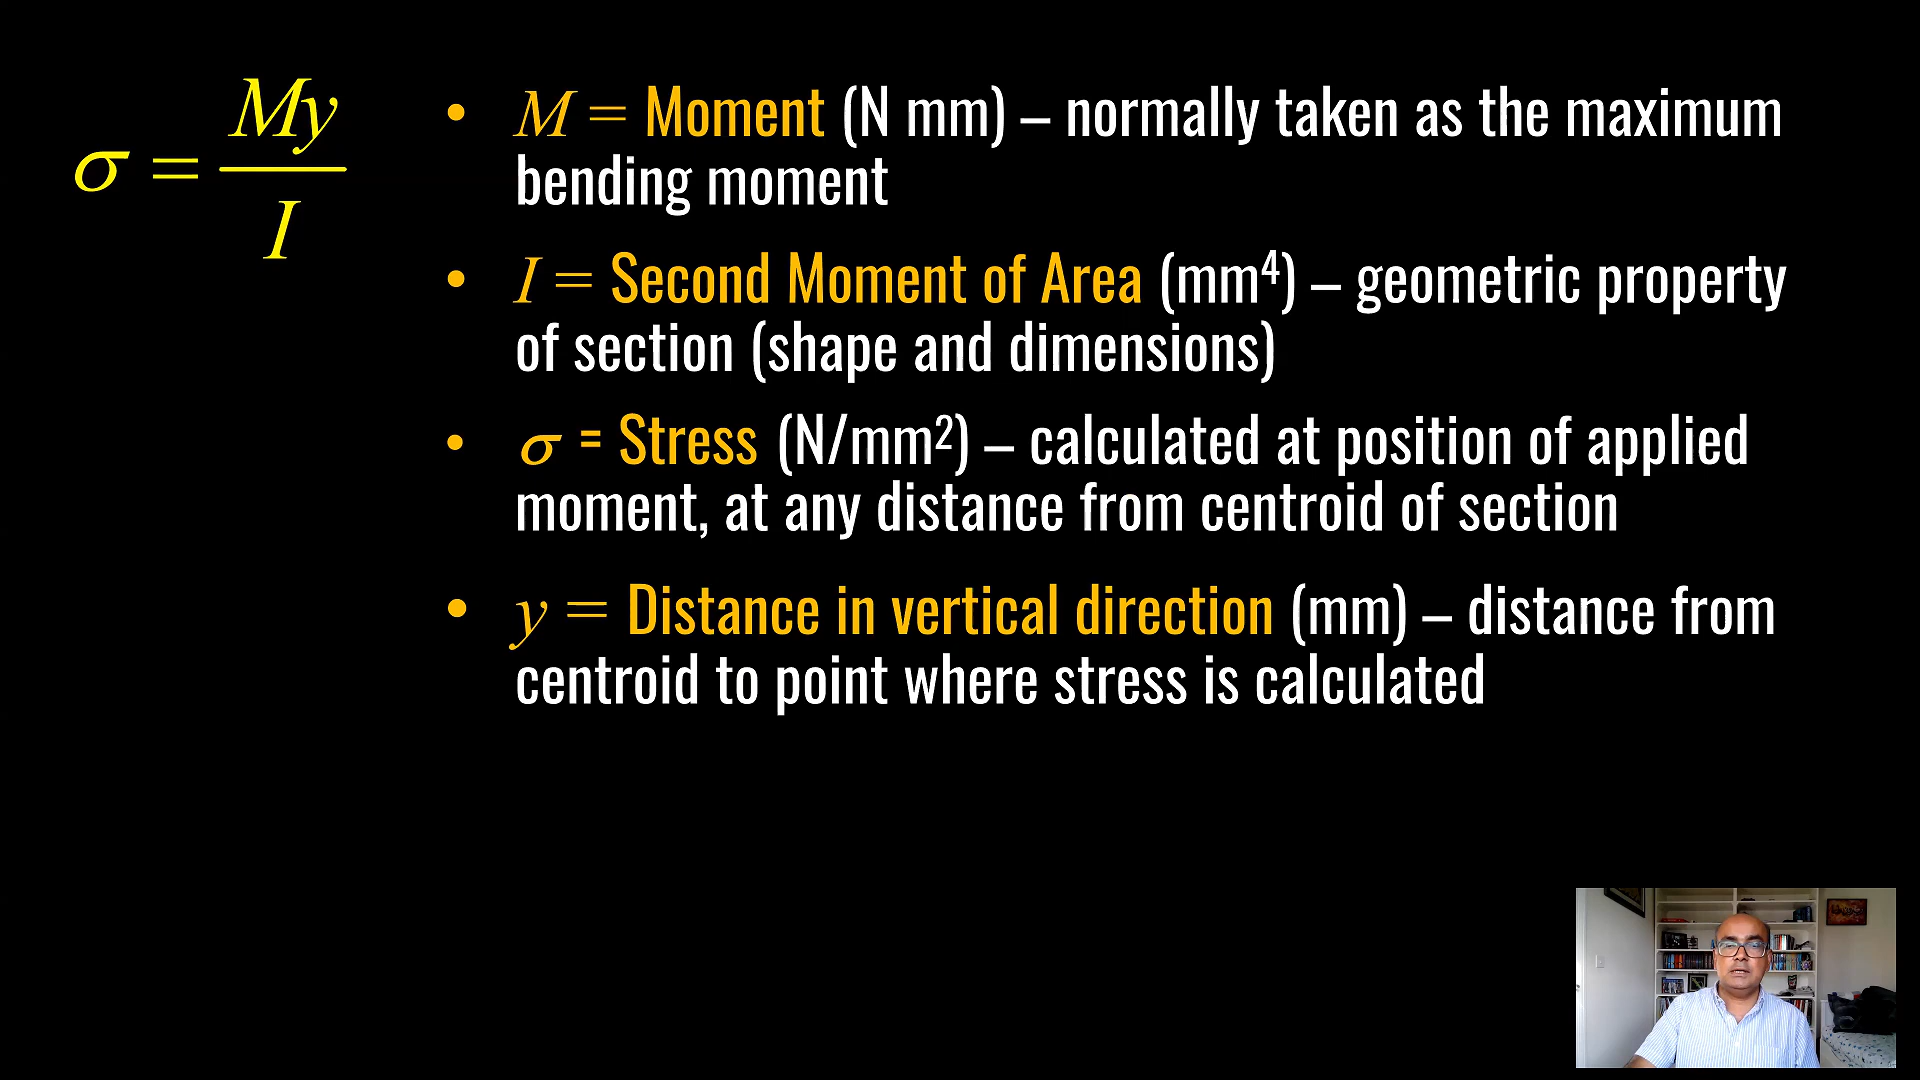 σ = My / I
• M = Moment (N mm) – normally taken as the maximum
bending moment
• I = Second Moment of Area (mm⁴) – geometric property
of section (shape and dimensions)
• σ = Stress (N/mm²) – calculated at position of applied
moment, at any distance from centroid of section
• y = Distance in vertical direction (mm) – distance from
centroid to point where stress is calculated